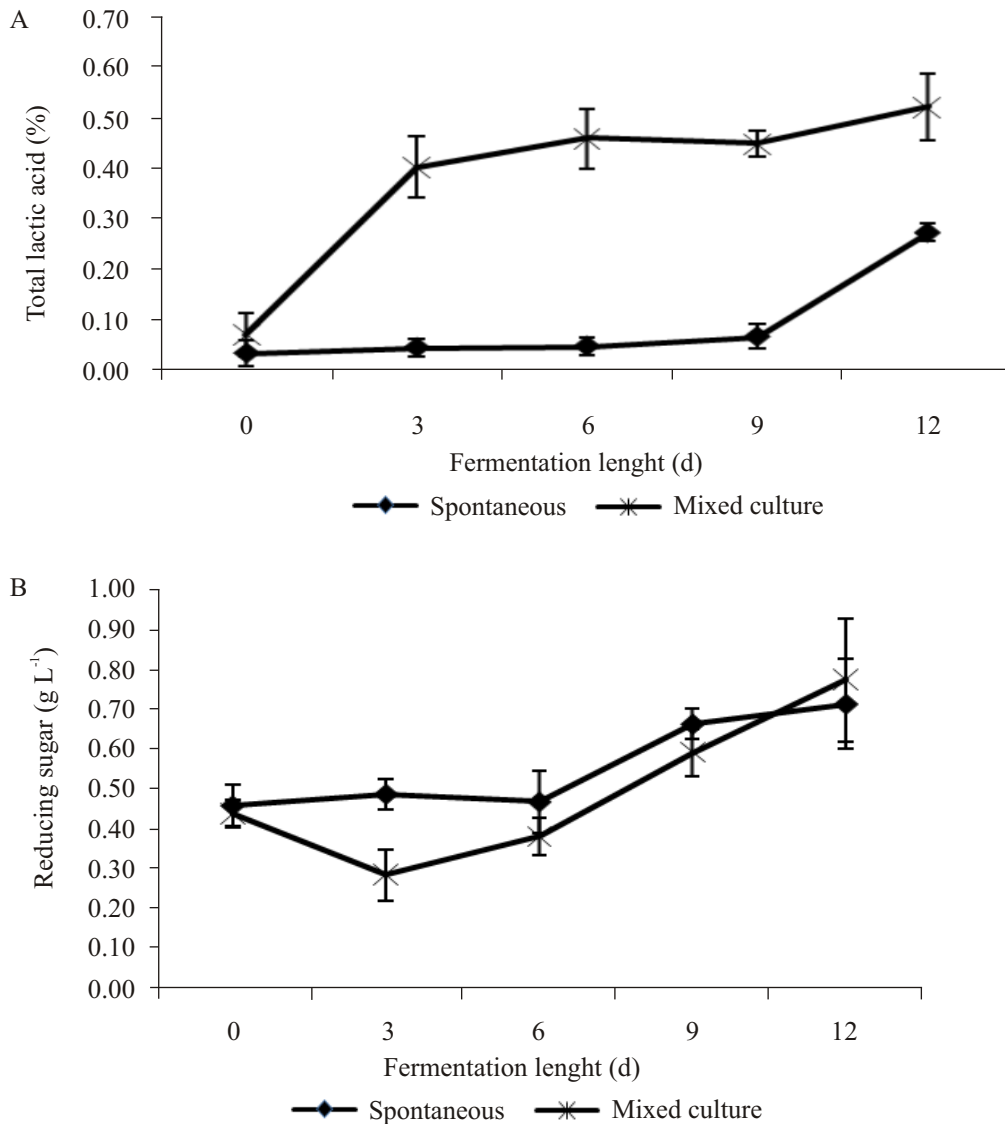 A
0.70
0.60
0.50
0.40
0.30
0.20
0.10
0.00
Total lactic acid (%)
0 3 6 9 12
Fermentation lenght (d)
Spontaneous Mixed culture
B
1.00
0.90
0.80
0.70
0.60
0.50
0.40
0.30
0.20
0.10
0.00
Reducing sugar (g L⁻¹)
0 3 6 9 12
Fermentation lenght (d)
Spontaneous Mixed culture